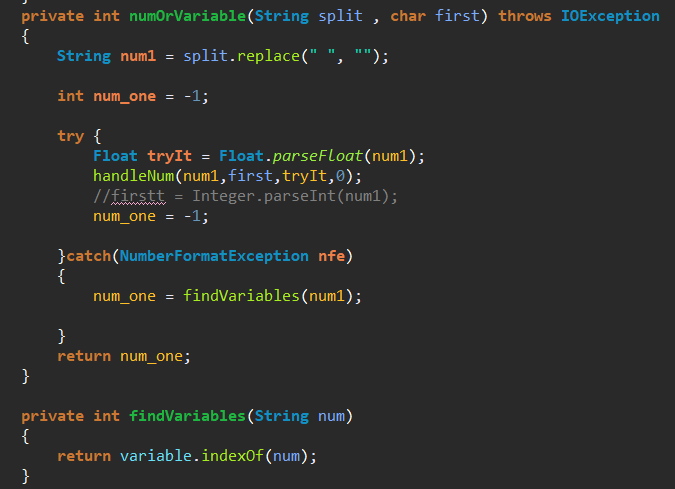 private int numOrVariable(String split , char first) throws IOException
{
String num1 = split.replace(" ", "");
int num_one = -1;
try {
Float tryIt = Float.parseFloat(num1);
handleNum(num1,first,tryIt,0);
//firstt = Integer.parseInt(num1);
num_one = -1;
}catch(NumberFormatException nfe)
{
num_one = findVariables(num1);
}
return num_one;
}
private int findVariables(String num)
{
return variable.indexOf(num);
}